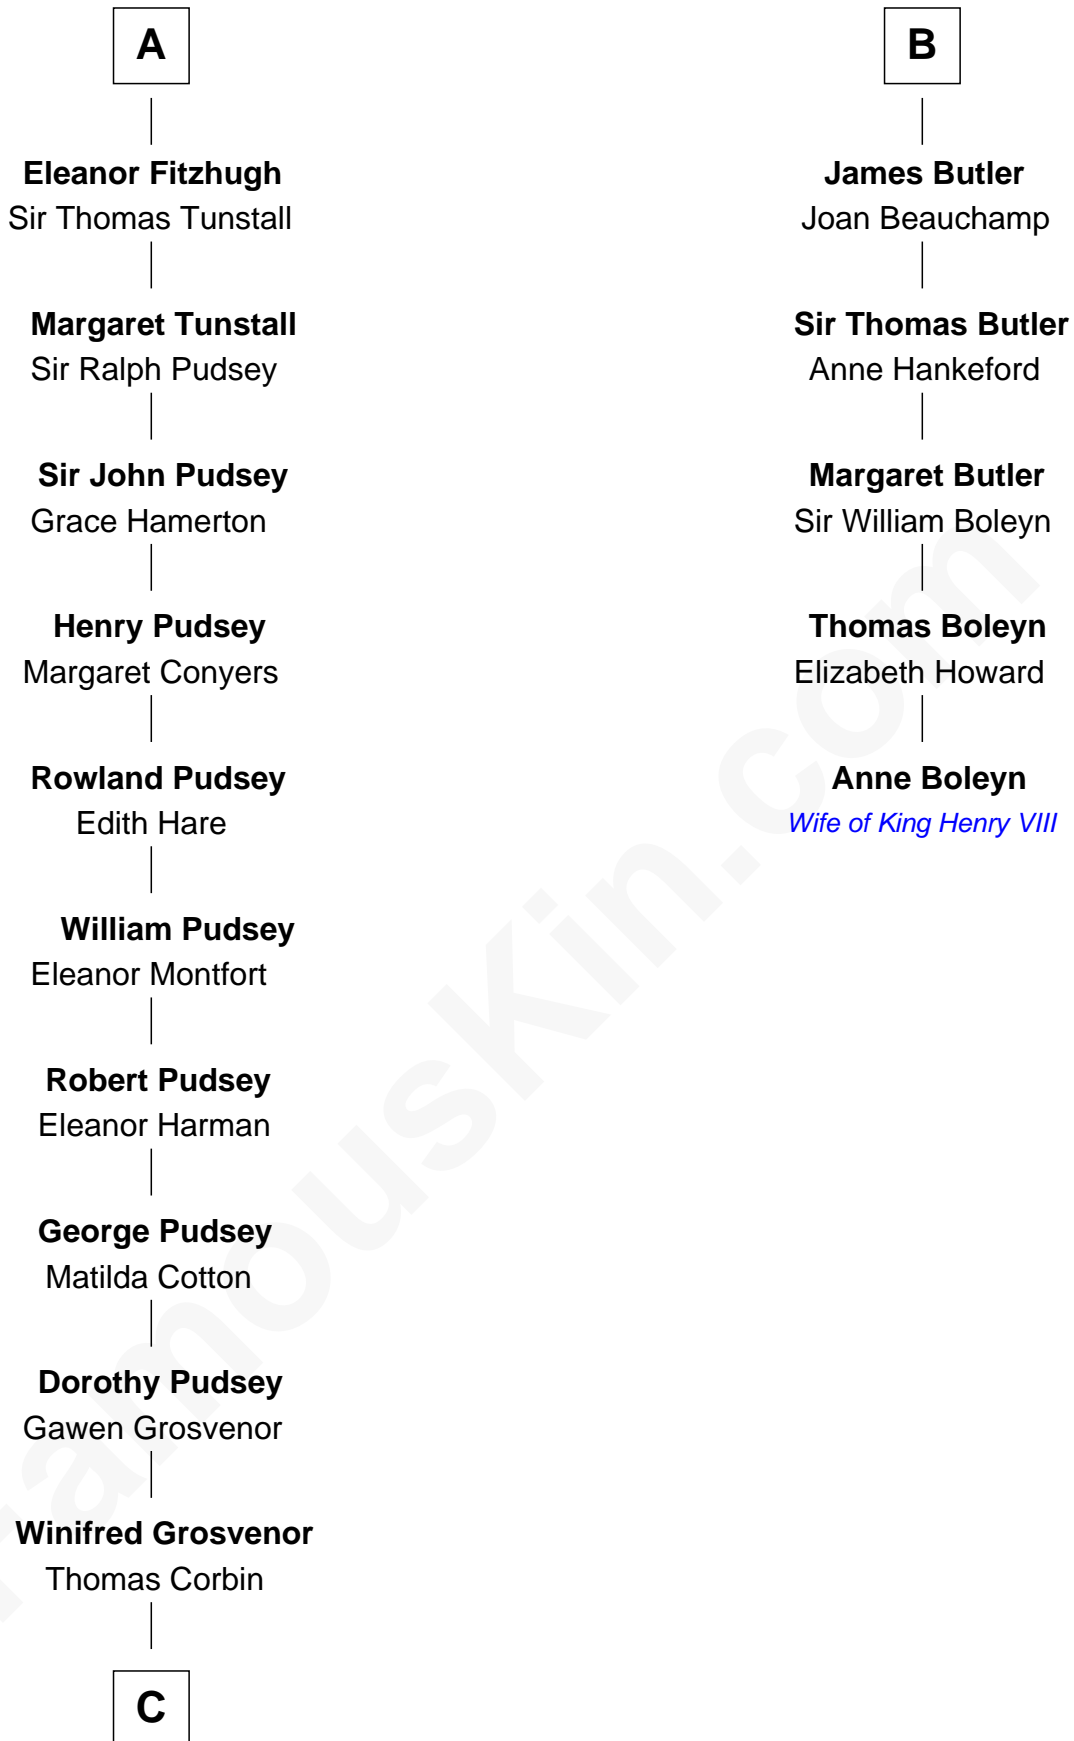 A
Eleanor Fitzhugh
Sir Thomas Tunstall
Margaret Tunstall
Sir Ralph Pudsey
Sir John Pudsey
Grace Hamerton
Henry Pudsey
Margaret Conyers
Rowland Pudsey
Edith Hare
William Pudsey
Eleanor Montfort
Robert Pudsey
Eleanor Harman
George Pudsey
Matilda Cotton
Dorothy Pudsey
Gawen Grosvenor
Winifred Grosvenor
Thomas Corbin
C
B
James Butler
Joan Beauchamp
Sir Thomas Butler
Anne Hankeford
Margaret Butler
Sir William Boleyn
Thomas Boleyn
Elizabeth Howard
Anne Boleyn
Wife of King Henry VIII
FamousKin.com